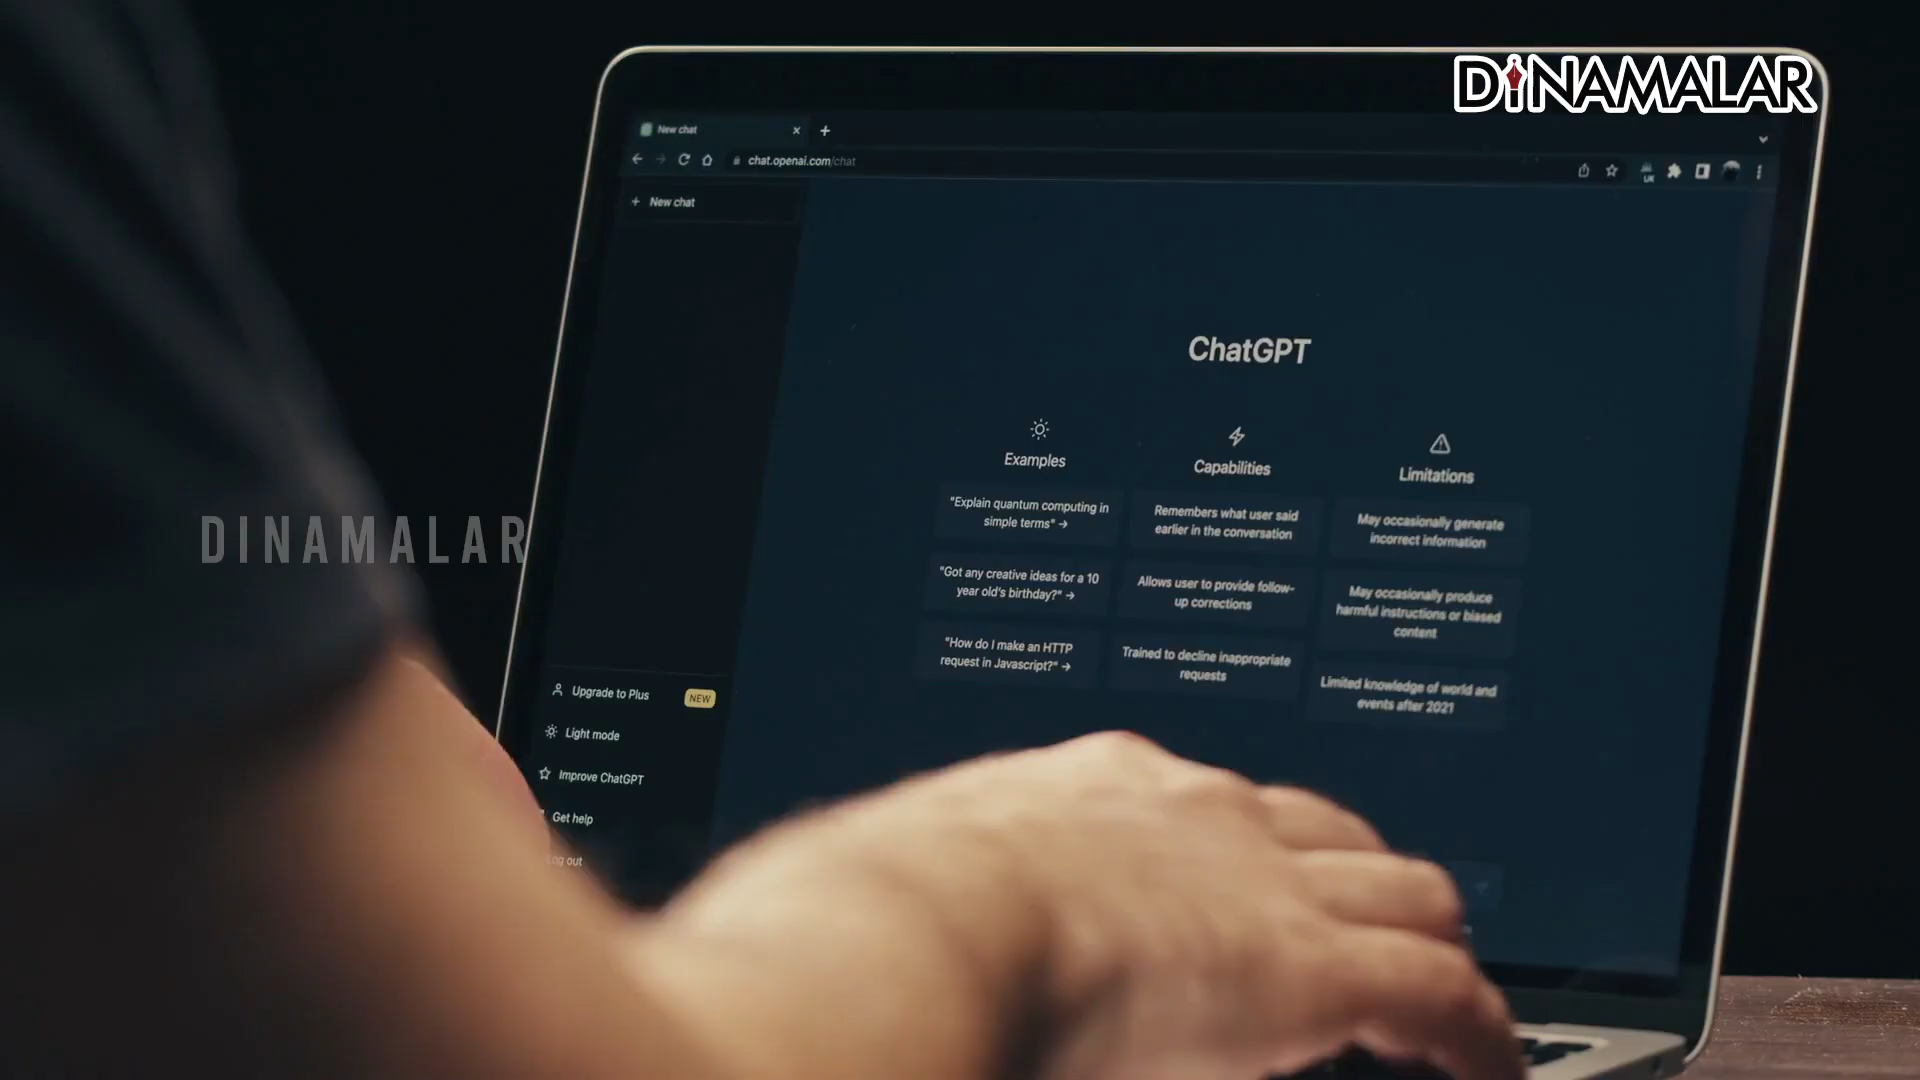 DINAMALAR
New chat
chat.openai.com/chat
UK
+ New chat
ChatGPT
Examples
"Explain quantum computing in
simple terms" →
"Got any creative ideas for a 10
year old's birthday?" →
"How do I make an HTTP
request in Javascript?" →
Capabilities
Remembers what user said
earlier in the conversation
Allows user to provide follow-
up corrections
Trained to decline inappropriate
requests
Limitations
May occasionally generate
incorrect information
May occasionally produce
harmful instructions or biased
content
Limited knowledge of world and
events after 2021
DINAMALAR
Upgrade to Plus NEW
Light mode
Improve ChatGPT
Get help
Log out